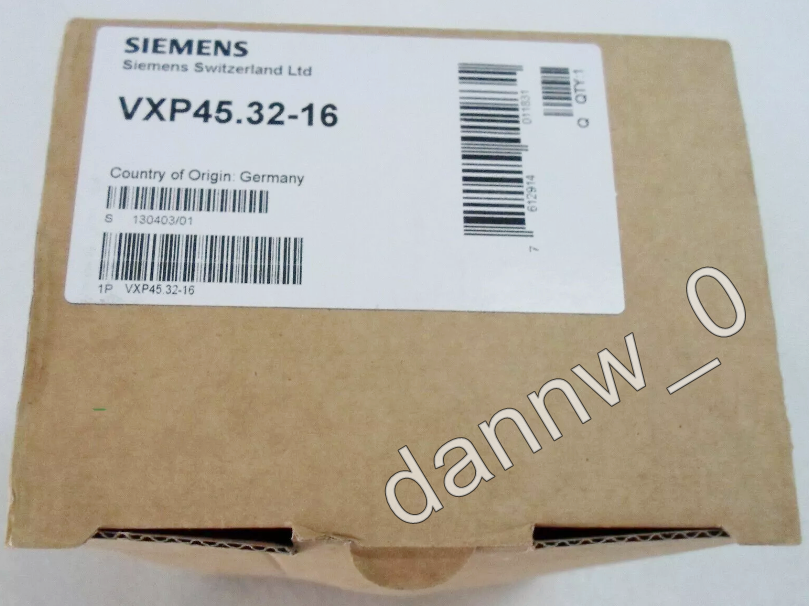 SIEMENS
Siemens Switzerland Ltd
VXP45.32-16
Country of Origin: Germany
S 130403/01
1P VXP45.32-16
7 612914 011831
Q QTY:1
dannw_0